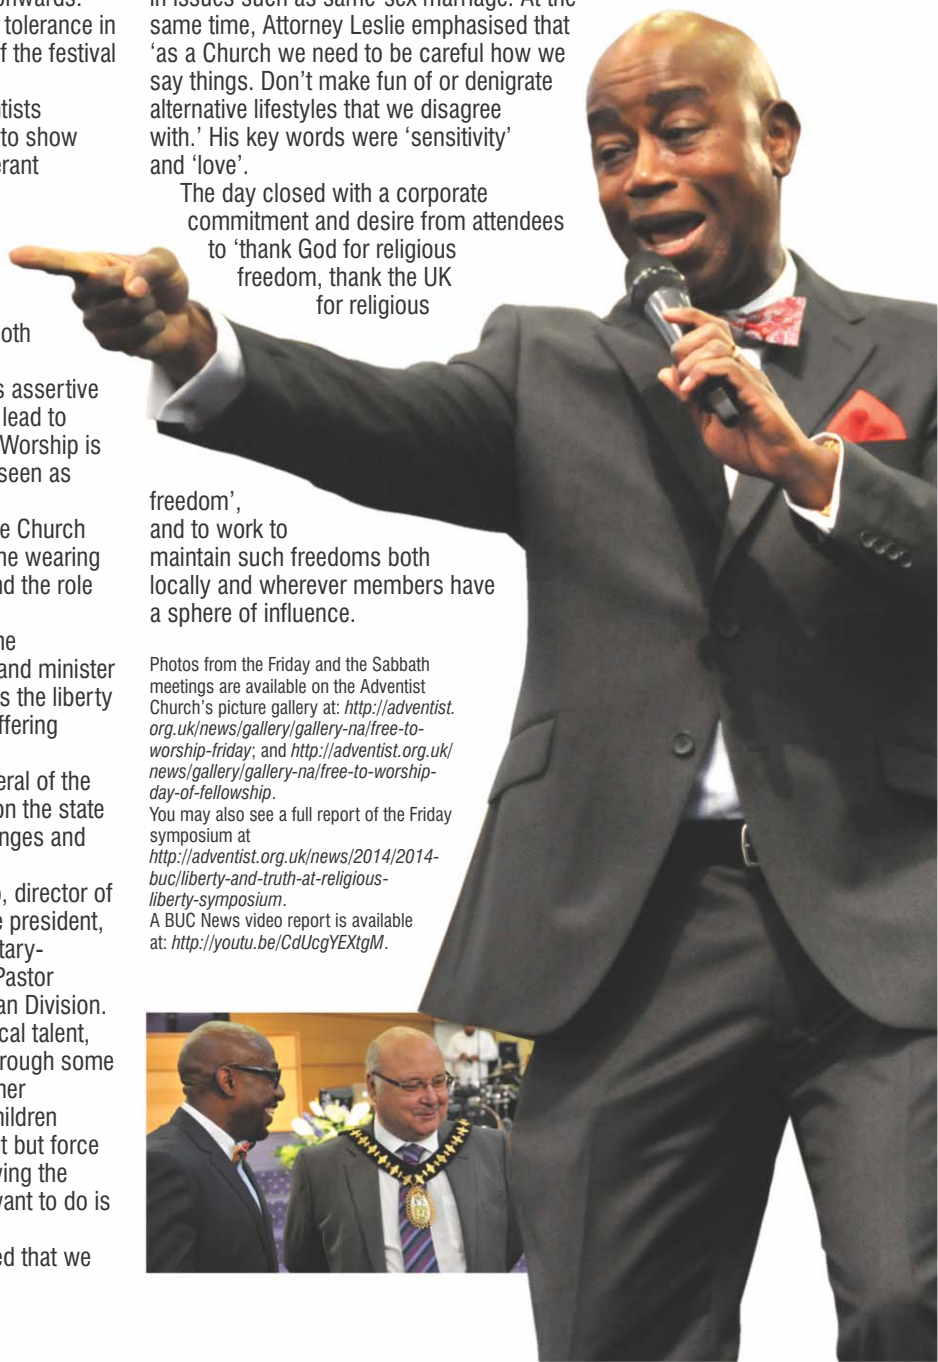 onwards.
tolerance in
f the festival
tists
to show
erant
oth
s assertive
lead to
Worship is
seen as
e Church
ne wearing
nd the role
ne
and minister
s the liberty
ffering
eral of the
on the state
nges and
, director of
e president,
tary-
Pastor
an Division.
cal talent,
hrough some
her
hildren
t but force
ving the
vant to do is
ed that we
in issues such as same-sex marriage. At the
same time, Attorney Leslie emphasised that
‘as a Church we need to be careful how we
say things. Don’t make fun of or denigrate
alternative lifestyles that we disagree
with.’ His key words were ‘sensitivity’
and ‘love’.
The day closed with a corporate
commitment and desire from attendees
to ‘thank God for religious
freedom, thank the UK
for religious
freedom’,
and to work to
maintain such freedoms both
locally and wherever members have
a sphere of influence.
Photos from the Friday and the Sabbath
meetings are available on the Adventist
Church’s picture gallery at: http://adventist.
org.uk/news/gallery/gallery-na/free-to-
worship-friday; and http://adventist.org.uk/
news/gallery/gallery-na/free-to-worship-
day-of-fellowship.
You may also see a full report of the Friday
symposium at
http://adventist.org.uk/news/2014/2014-
buc/liberty-and-truth-at-religious-
liberty-symposium.
A BUC News video report is available
at: http://youtu.be/CdUcgYEXtgM.